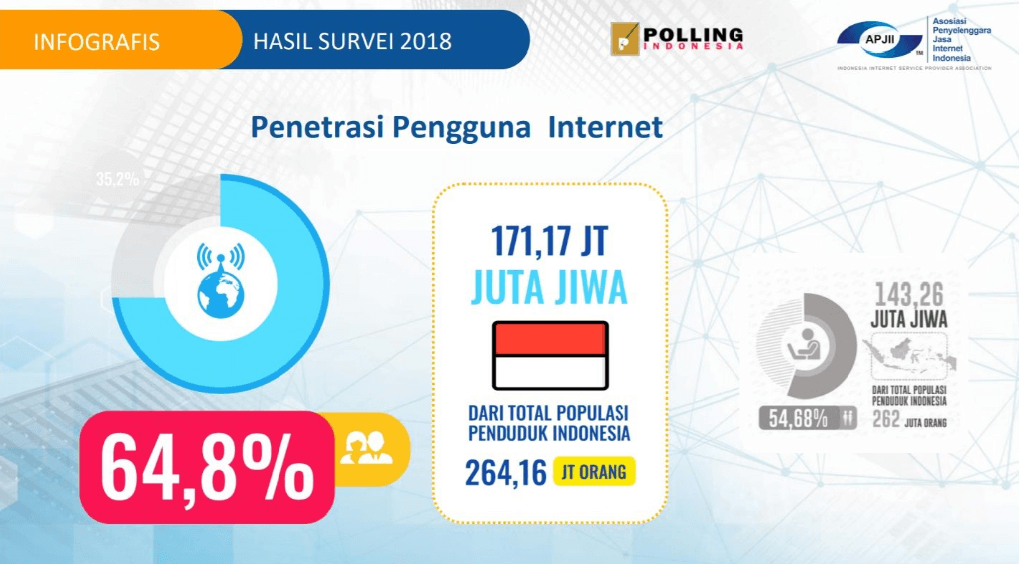 INFOGRAFIS
HASIL SURVEI 2018
POLLING
INDONESIA
APJII
TM
Asosiasi
Penyelenggara
Jasa
Internet
Indonesia
INDONESIA INTERNET SERVICE PROVIDER ASSOCIATION
Penetrasi Pengguna Internet
35,2%
64,8%
171,17 JT
JUTA JIWA
DARI TOTAL POPULASI
PENDUDUK INDONESIA
264,16 JT ORANG
143,26
JUTA JIWA
DARI TOTAL POPULASI
PENDUDUK INDONESIA
262 JUTA ORANG
54,68%